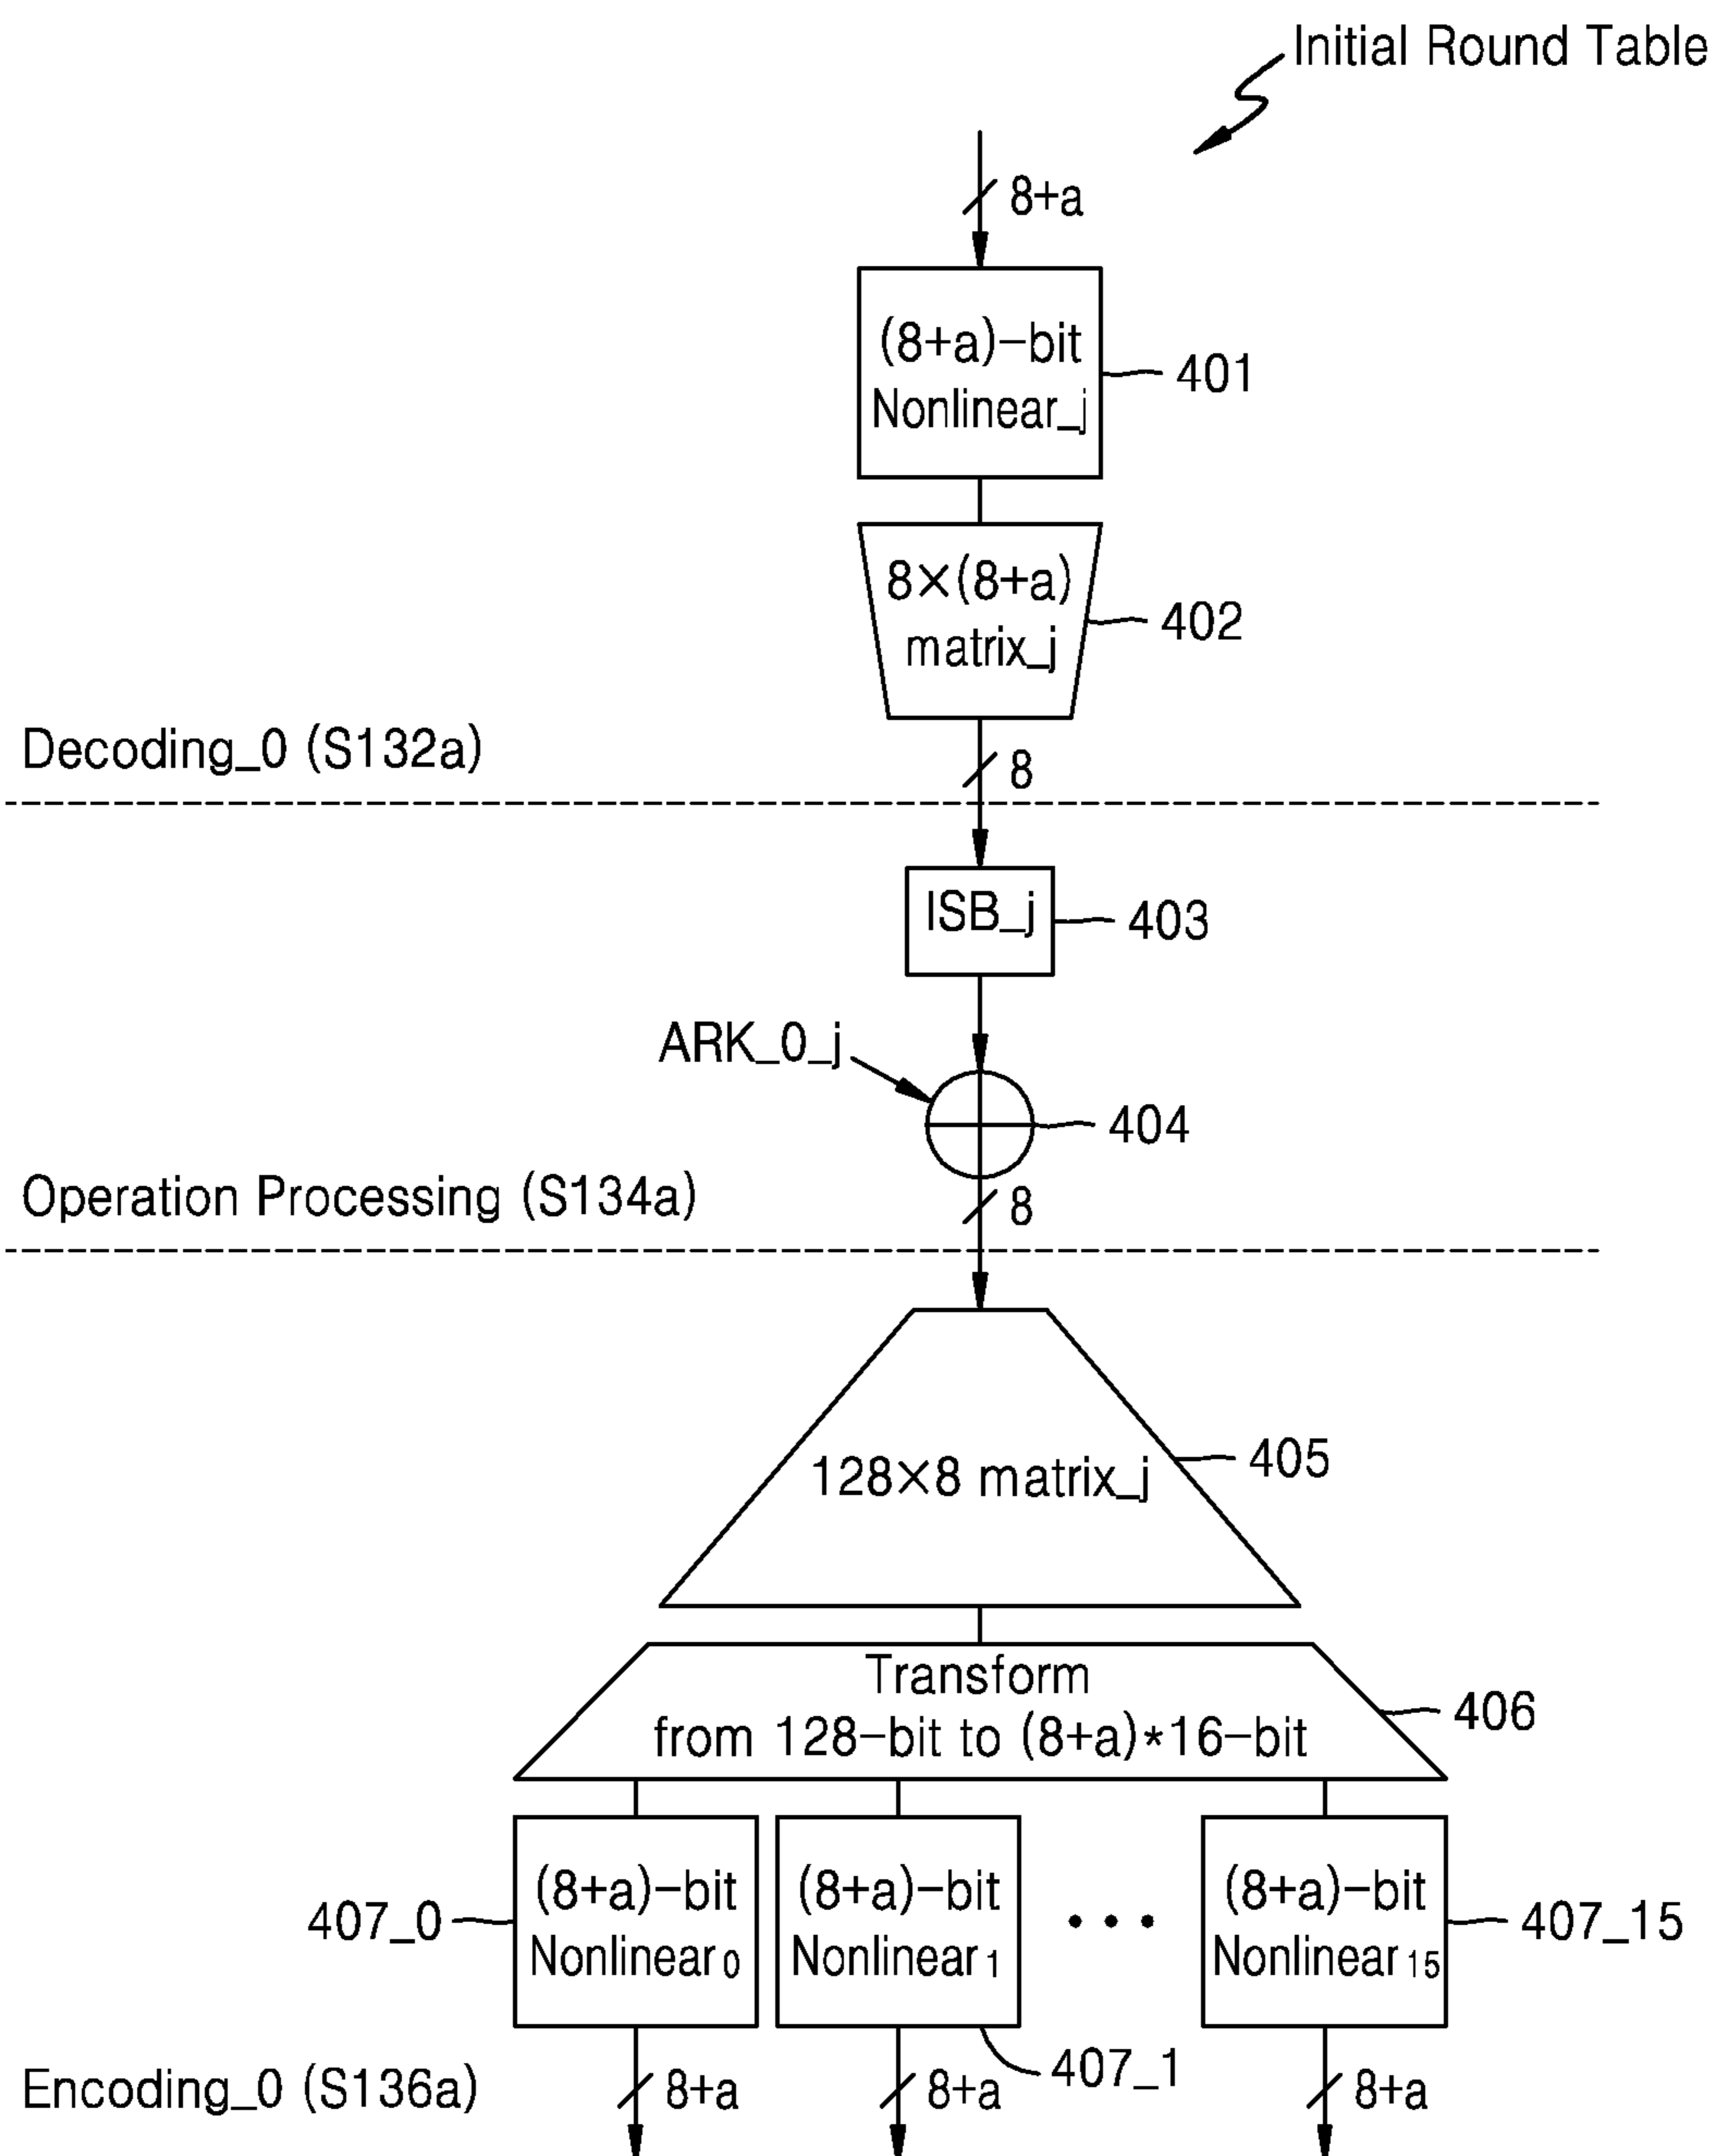 Initial Round Table
8+a
(8+a)-bit
Nonlinear_j
401
8×(8+a)
matrix_j
402
Decoding_0 (S132a)
8
ISB_j
403
ARK_0_j
404
Operation Processing (S134a)
8
128×8 matrix_j
405
Transform
from 128-bit to (8+a)*16-bit
406
407_0
(8+a)-bit
Nonlinear0
(8+a)-bit
Nonlinear1
(8+a)-bit
Nonlinear15
407_15
407_1
Encoding_0 (S136a)
8+a
8+a
8+a